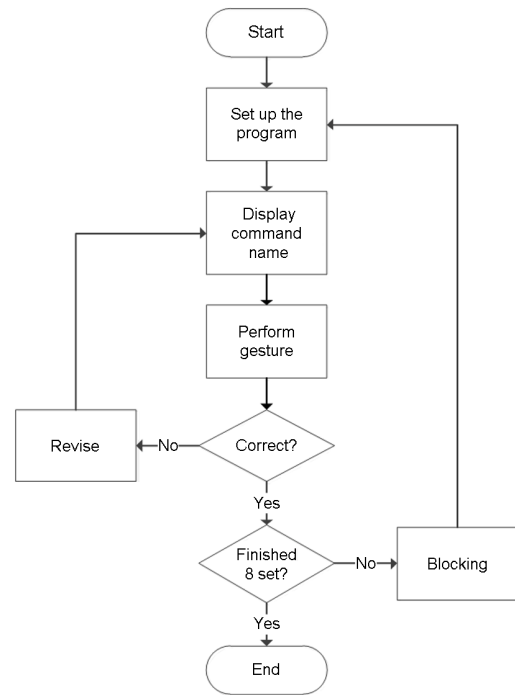 Start
Set up the
program
Display
command
name
Perform
gesture
Revise
No
Correct?
Yes
Finished
8 set?
No
Blocking
Yes
End